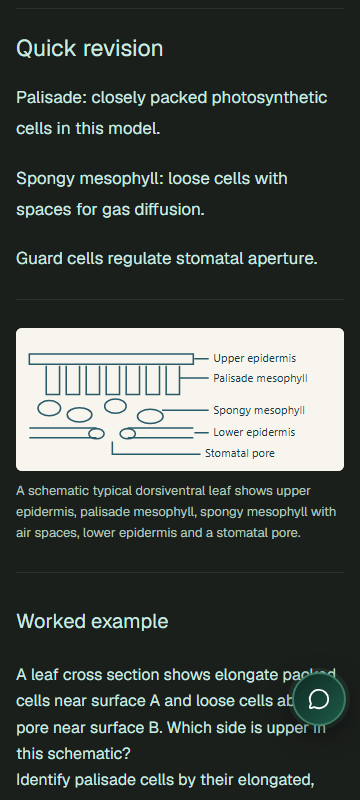 Quick revision
Palisade: closely packed photosynthetic
cells in this model.
Spongy mesophyll: loose cells with
spaces for gas diffusion.
Guard cells regulate stomatal aperture.
Upper epidermis
Palisade mesophyll
Spongy mesophyll
Lower epidermis
Stomatal pore
A schematic typical dorsiventral leaf shows upper
epidermis, palisade mesophyll, spongy mesophyll with
air spaces, lower epidermis and a stomatal pore.
Worked example
A leaf cross section shows elongate packed
cells near surface A and loose cells
pore near surface B. Which side is upper in
this schematic?
Identify palisade cells by their elongated,